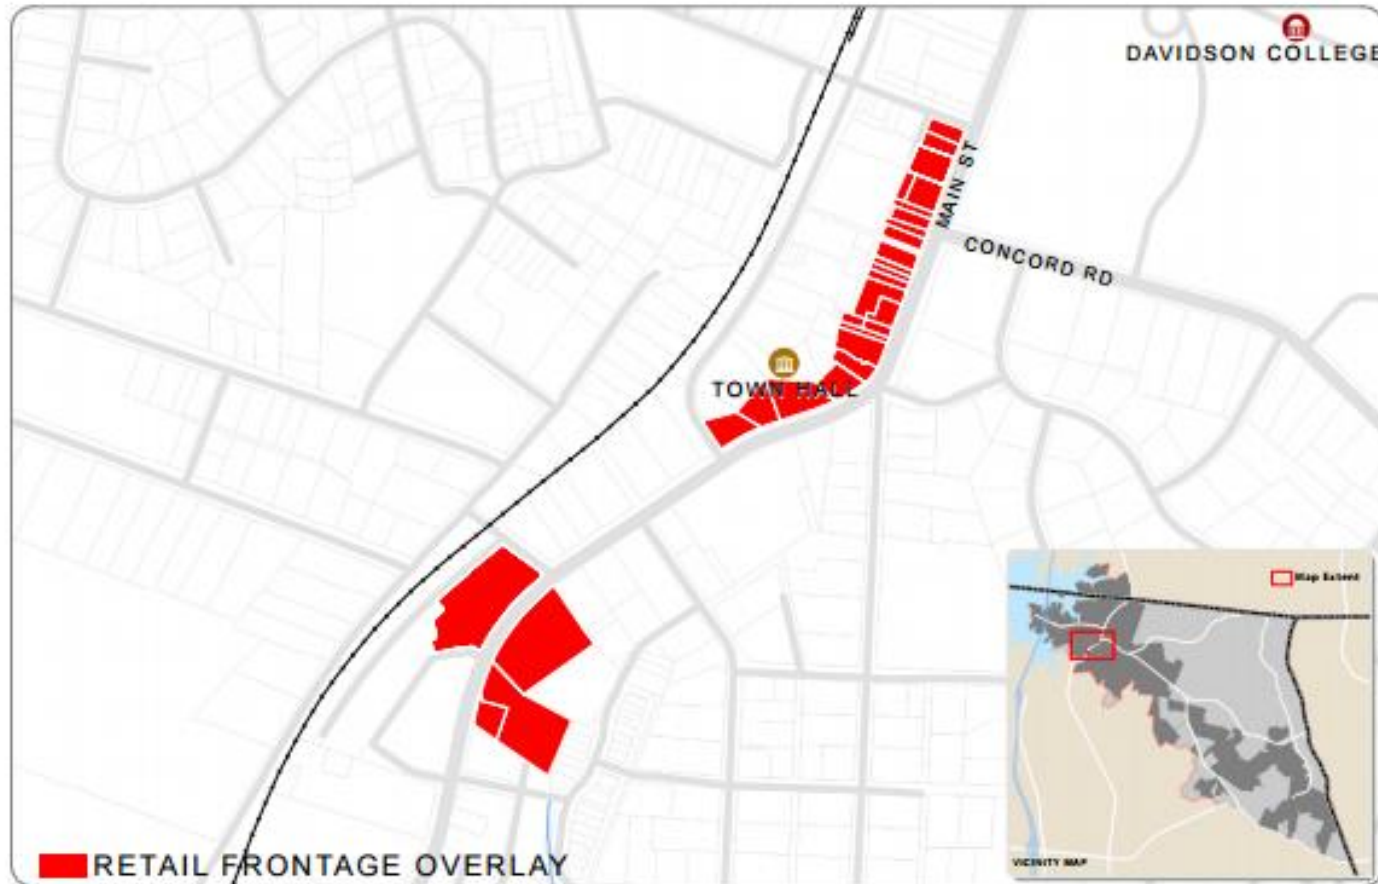 DAVIDSON COLLEGE
MAIN ST
CONCORD RD
TOWN HALL
Map Extent
VICINITY MAP
RETAIL FRONTAGE OVERLAY